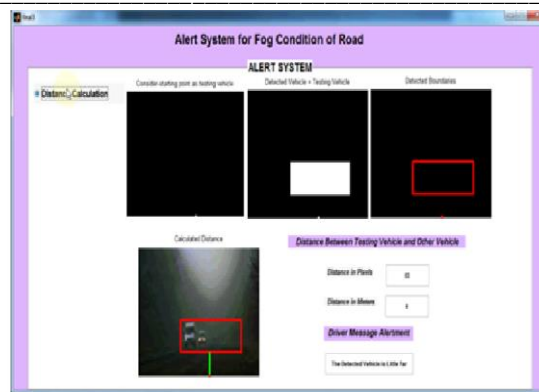 Alert System for Fog Condition of Road
ALERT SYSTEM
Distance Calculation
Consider starting point as testing vehicle
Detected Vehicle + Testing Vehicle
Detected Boundaries
Calculated Distance
Distance Between Testing Vehicle and Other Vehicle
Distance in Pixels
Distance in Meters
Driver Message Alertment
The Detected Vehicle is Little Far